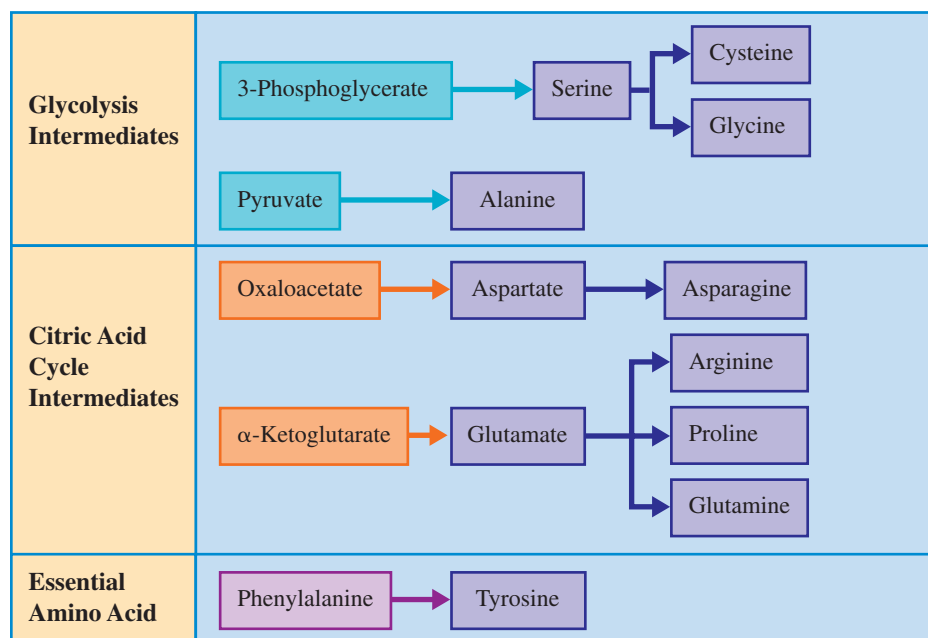 Glycolysis
Intermediates
3-Phosphoglycerate
Serine
Cysteine
Glycine
Pyruvate
Alanine
Citric Acid
Cycle
Intermediates
Oxaloacetate
Aspartate
Asparagine
α-Ketoglutarate
Glutamate
Arginine
Proline
Glutamine
Essential
Amino Acid
Phenylalanine
Tyrosine